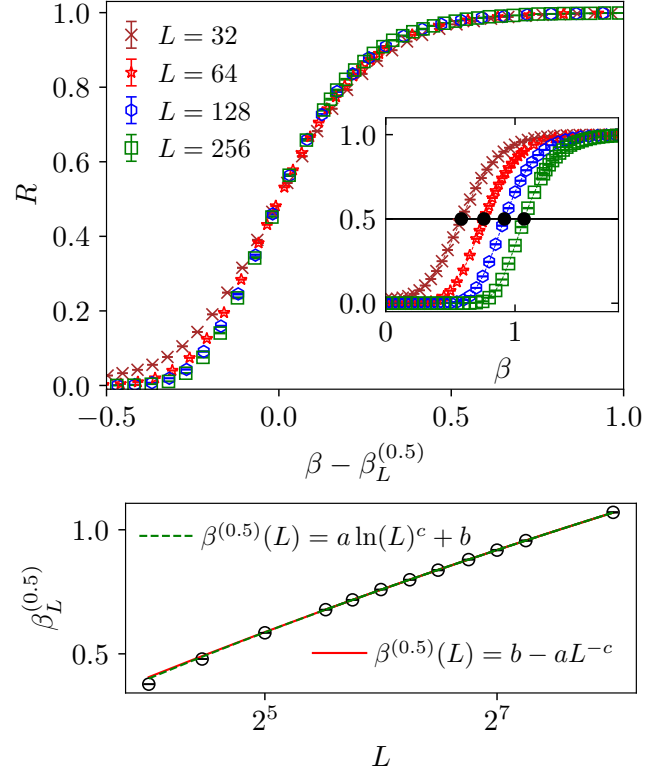 1.0
0.8
0.6
0.4
0.2
0.0
R
L = 32
L = 64
L = 128
L = 256
1.0
0.5
0.0
0
1
β
−0.5
0.0
0.5
1.0
β − β_L^{(0.5)}
1.0
0.5
β_L^{(0.5)}
β^{(0.5)}(L) = a ln(L)^c + b
β^{(0.5)}(L) = b − aL^{−c}
2^5
2^7
L